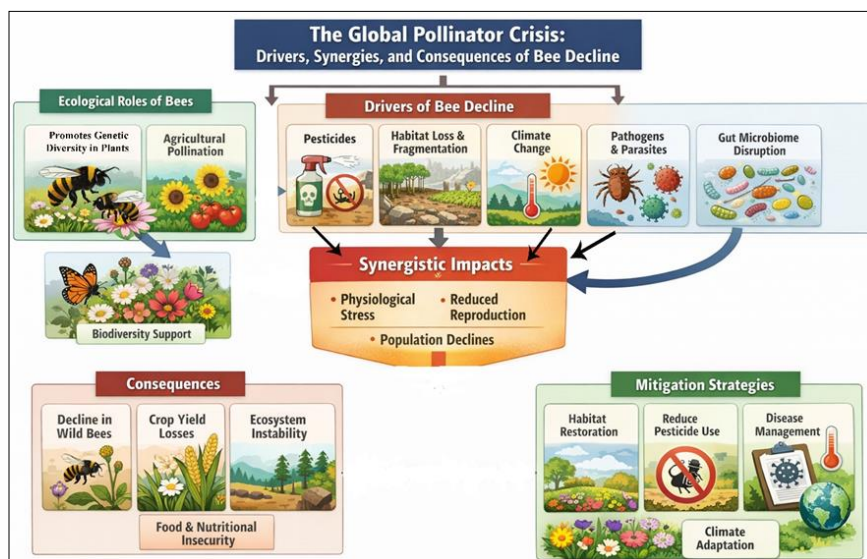 The Global Pollinator Crisis:
Drivers, Synergies, and Consequences of Bee Decline
Ecological Roles of Bees
Promotes Genetic
Diversity in Plants
Agricultural
Pollination
Biodiversity Support
Drivers of Bee Decline
Pesticides
Habitat Loss &
Fragmentation
Climate
Change
Pathogens
& Parasites
Gut Microbiome
Disruption
Synergistic Impacts
• Physiological
Stress
• Reduced
Reproduction
• Population Declines
Consequences
Decline in
Wild Bees
Crop Yield
Losses
Ecosystem
Instability
Food & Nutritional
Insecurity
Mitigation Strategies
Habitat
Restoration
Reduce
Pesticide Use
Disease
Management
Climate
Adaptation